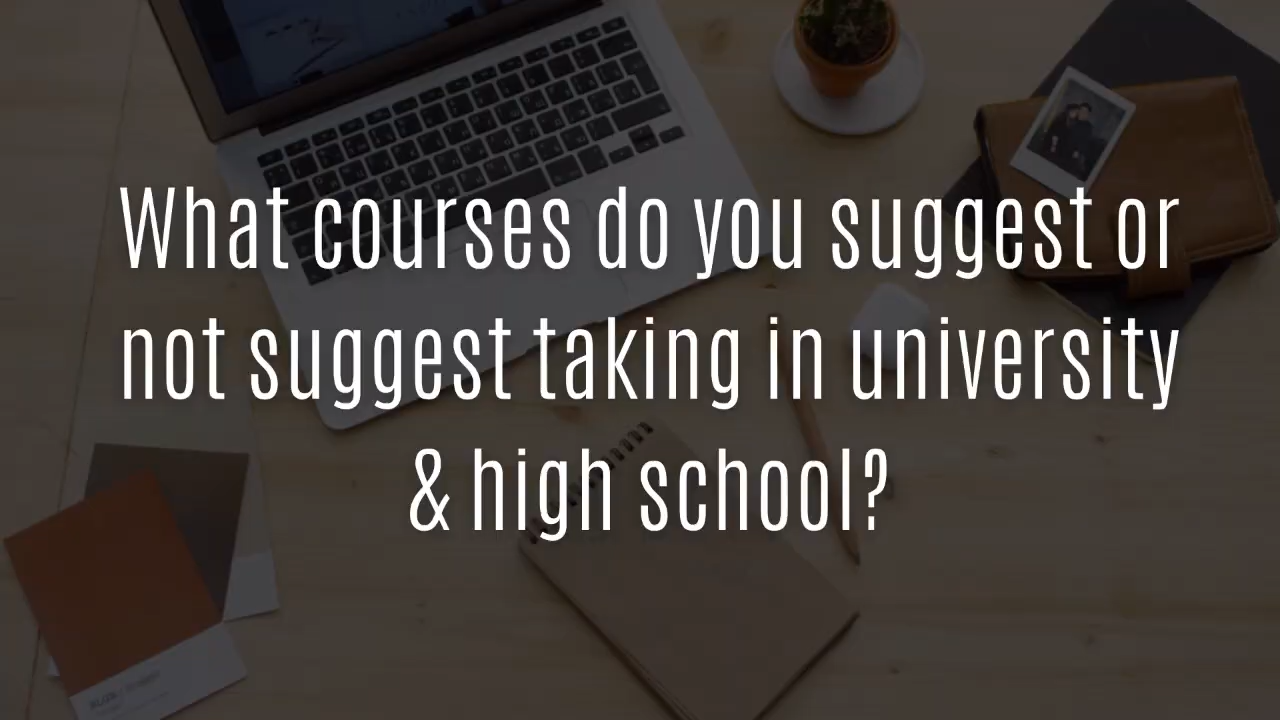 What courses do you suggest or
not suggest taking in university
& high school?